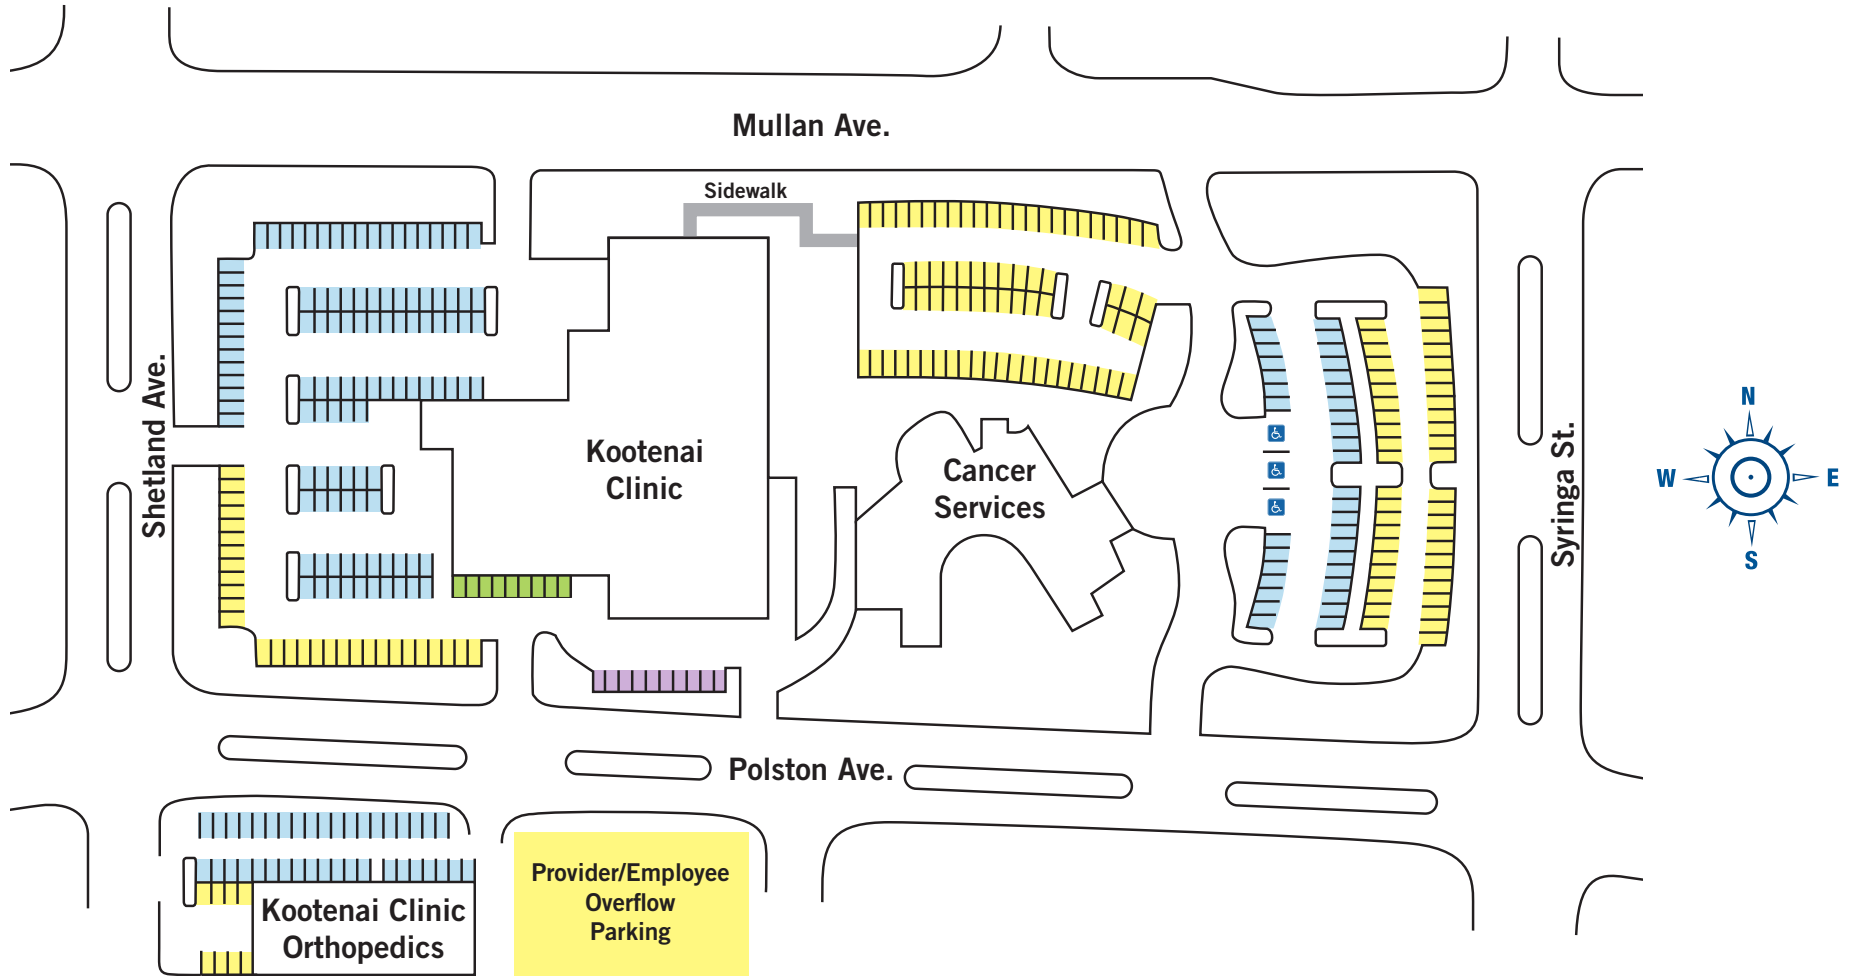 Mullan Ave.
Sidewalk
Shetland Ave.
Kootenai
Clinic
Cancer
Services
Syringa St.
N
W
E
S
Polston Ave.
Provider/Employee
Overflow
Parking
Kootenai Clinic
Orthopedics